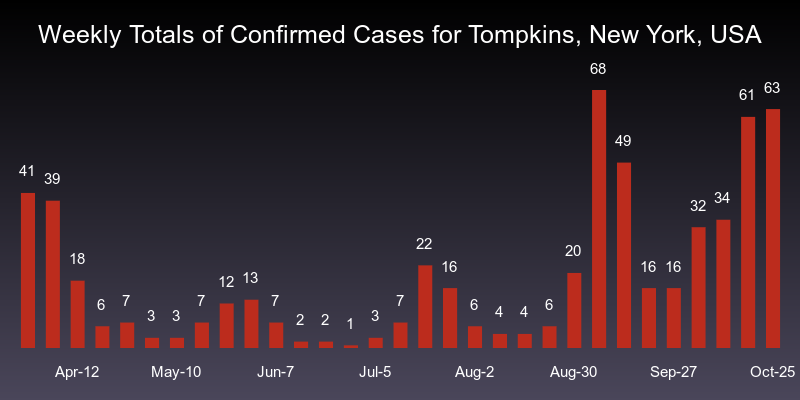 Weekly Totals of Confirmed Cases for Tompkins, New York, USA
41 39 18 6 7 3 3 7 12 13 7 2 2 1 3 7 22 16 6 4 4 6 20 68 49 16 16 32 34 61 63
Apr-12 May-10 Jun-7 Jul-5 Aug-2 Aug-30 Sep-27 Oct-25